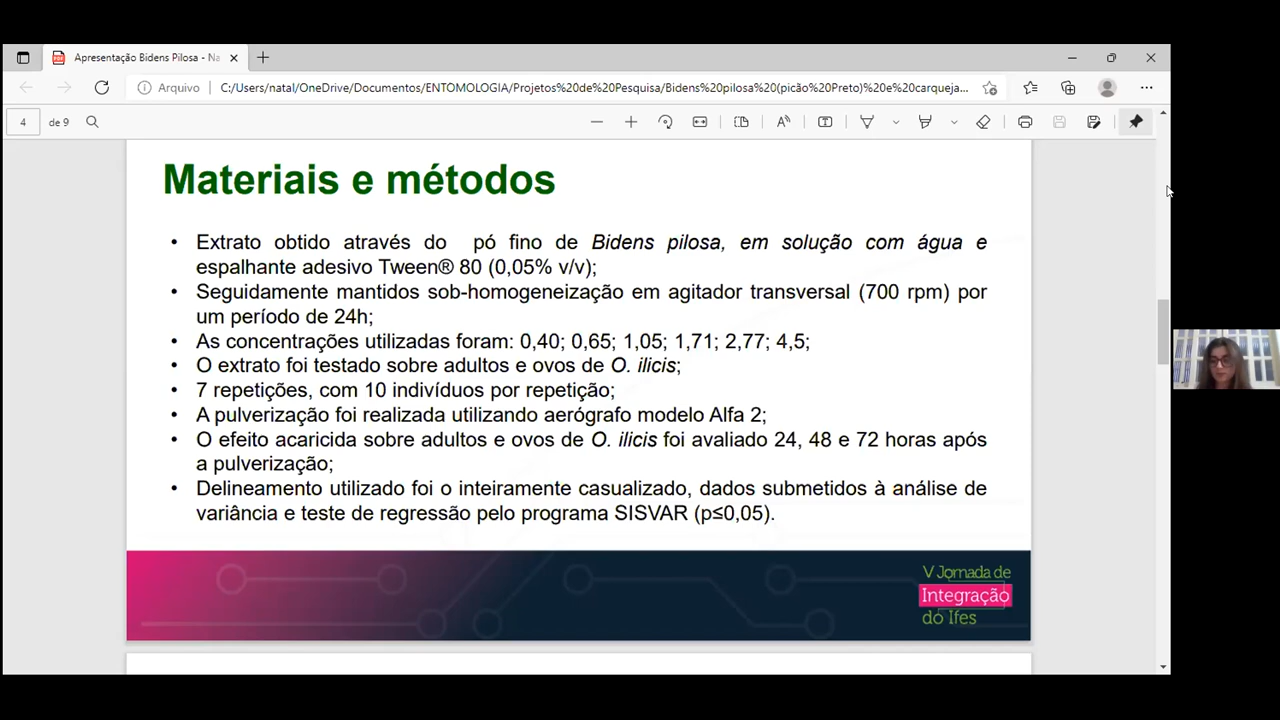 Apresentação Bidens Pilosa - Na
Arquivo
C:/Users/natal/OneDrive/Documentos/ENTOMOLOGIA/Projetos%20de%20Pesquisa/Bidens%20pilosa%20(picão%20Preto)%20e%20carqueja...
4 de 9
Materiais e métodos
• Extrato obtido através do pó fino de Bidens pilosa, em solução com água e
espalhante adesivo Tween® 80 (0,05% v/v);
• Seguidamente mantidos sob-homogeneização em agitador transversal (700 rpm) por
um período de 24h;
• As concentrações utilizadas foram: 0,40; 0,65; 1,05; 1,71; 2,77; 4,5;
• O extrato foi testado sobre adultos e ovos de O. ilicis;
• 7 repetições, com 10 indivíduos por repetição;
• A pulverização foi realizada utilizando aerógrafo modelo Alfa 2;
• O efeito acaricida sobre adultos e ovos de O. ilicis foi avaliado 24, 48 e 72 horas após
a pulverização;
• Delineamento utilizado foi o inteiramente casualizado, dados submetidos à análise de
variância e teste de regressão pelo programa SISVAR (p≤0,05).
V Jornada de
Integração
do Ifes